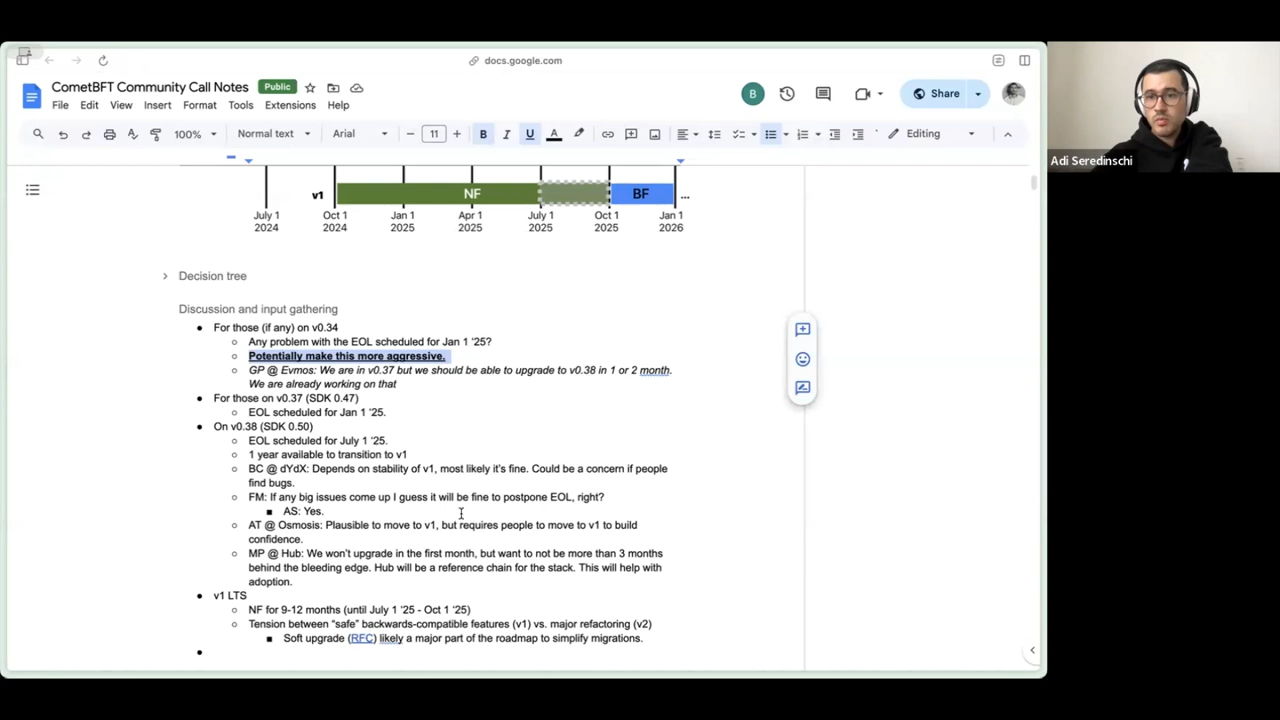 docs.google.com
CometBFT Community Call Notes
Public
File Edit View Insert Format Tools Extensions Help
B
Share
100%
Normal text
Arial
11
B I U A
Editing
v1
NF
BF
...
July 1 2024
Oct 1 2024
Jan 1 2025
Apr 1 2025
July 1 2025
Oct 1 2025
Jan 1 2026
Decision tree
Discussion and input gathering
● For those (if any) on v0.34
○ Any problem with the EOL scheduled for Jan 1 '25?
○ Potentially make this more aggressive.
○ GP @ Evmos: We are in v0.37 but we should be able to upgrade to v0.38 in 1 or 2 month.
We are already working on that
● For those on v0.37 (SDK 0.47)
○ EOL scheduled for Jan 1 '25.
● On v0.38 (SDK 0.50)
○ EOL scheduled for July 1 '25.
○ 1 year available to transition to v1
○ BC @ dYdX: Depends on stability of v1, most likely it's fine. Could be a concern if people
find bugs.
○ FM: If any big issues come up I guess it will be fine to postpone EOL, right?
■ AS: Yes.
○ AT @ Osmosis: Plausible to move to v1, but requires people to move to v1 to build
confidence.
○ MP @ Hub: We won't upgrade in the first month, but want to not be more than 3 months
behind the bleeding edge. Hub will be a reference chain for the stack. This will help with
adoption.
● v1 LTS
○ NF for 9-12 months (until July 1 '25 - Oct 1 '25)
○ Tension between "safe" backwards-compatible features (v1) vs. major refactoring (v2)
■ Soft upgrade (RFC) likely a major part of the roadmap to simplify migrations.
●
Adi Seredinschi